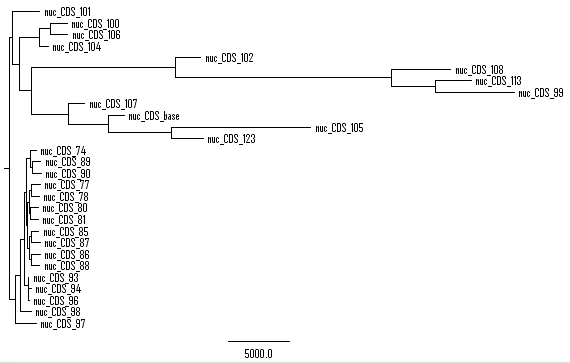 nuc_CDS_101
nuc_CDS_100
nuc_CDS_106
nuc_CDS_104
nuc_CDS_102
nuc_CDS_108
nuc_CDS_113
nuc_CDS_99
nuc_CDS_107
nuc_CDS_base
nuc_CDS_105
nuc_CDS_123
nuc_CDS_74
nuc_CDS_89
nuc_CDS_90
nuc_CDS_77
nuc_CDS_78
nuc_CDS_80
nuc_CDS_81
nuc_CDS_85
nuc_CDS_87
nuc_CDS_86
nuc_CDS_88
nuc_CDS_93
nuc_CDS_94
nuc_CDS_96
nuc_CDS_98
nuc_CDS_97
5000.0